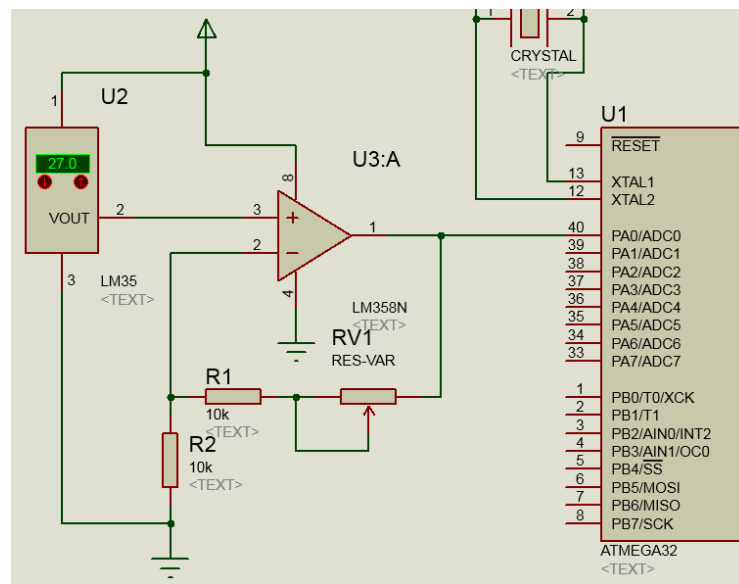 1 2
CRYSTAL
<TEXT>
U1
1
U2
9
RESET
27.0
U3:A
8
13
XTAL1
12
XTAL2
VOUT
2
3
1
40
PA0/ADC0
2
39
PA1/ADC1
38
PA2/ADC2
3
LM35
<TEXT>
4
37
PA3/ADC3
LM358N
<TEXT>
36
PA4/ADC4
35
PA5/ADC5
RV1
34
PA6/ADC6
RES-VAR
33
PA7/ADC7
R1
10k
<TEXT>
1
PB0/T0/XCK
2
PB1/T1
3
PB2/AIN0/INT2
R2
10k
<TEXT>
4
PB3/AIN1/OC0
5
PB4/SS
6
PB5/MOSI
7
PB6/MISO
8
PB7/SCK
ATMEGA32
<TEXT>